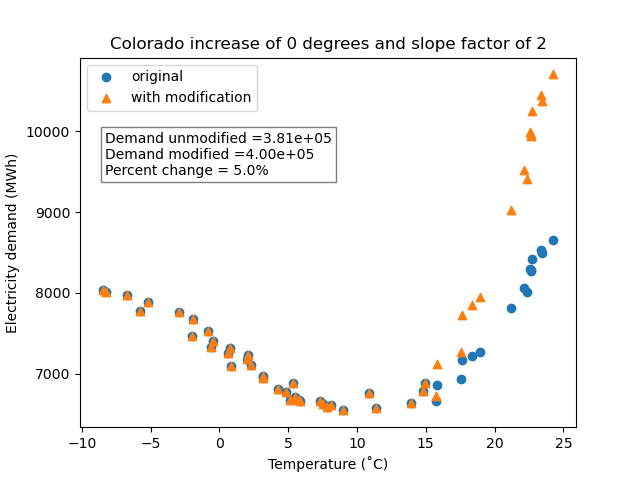 Colorado increase of 0 degrees and slope factor of 2
original
with modification
Demand unmodified =3.81e+05
Demand modified =4.00e+05
Percent change = 5.0%
Electricity demand (MWh)
10000
9000
8000
7000
−10 −5 0 5 10 15 20 25
Temperature (˚C)